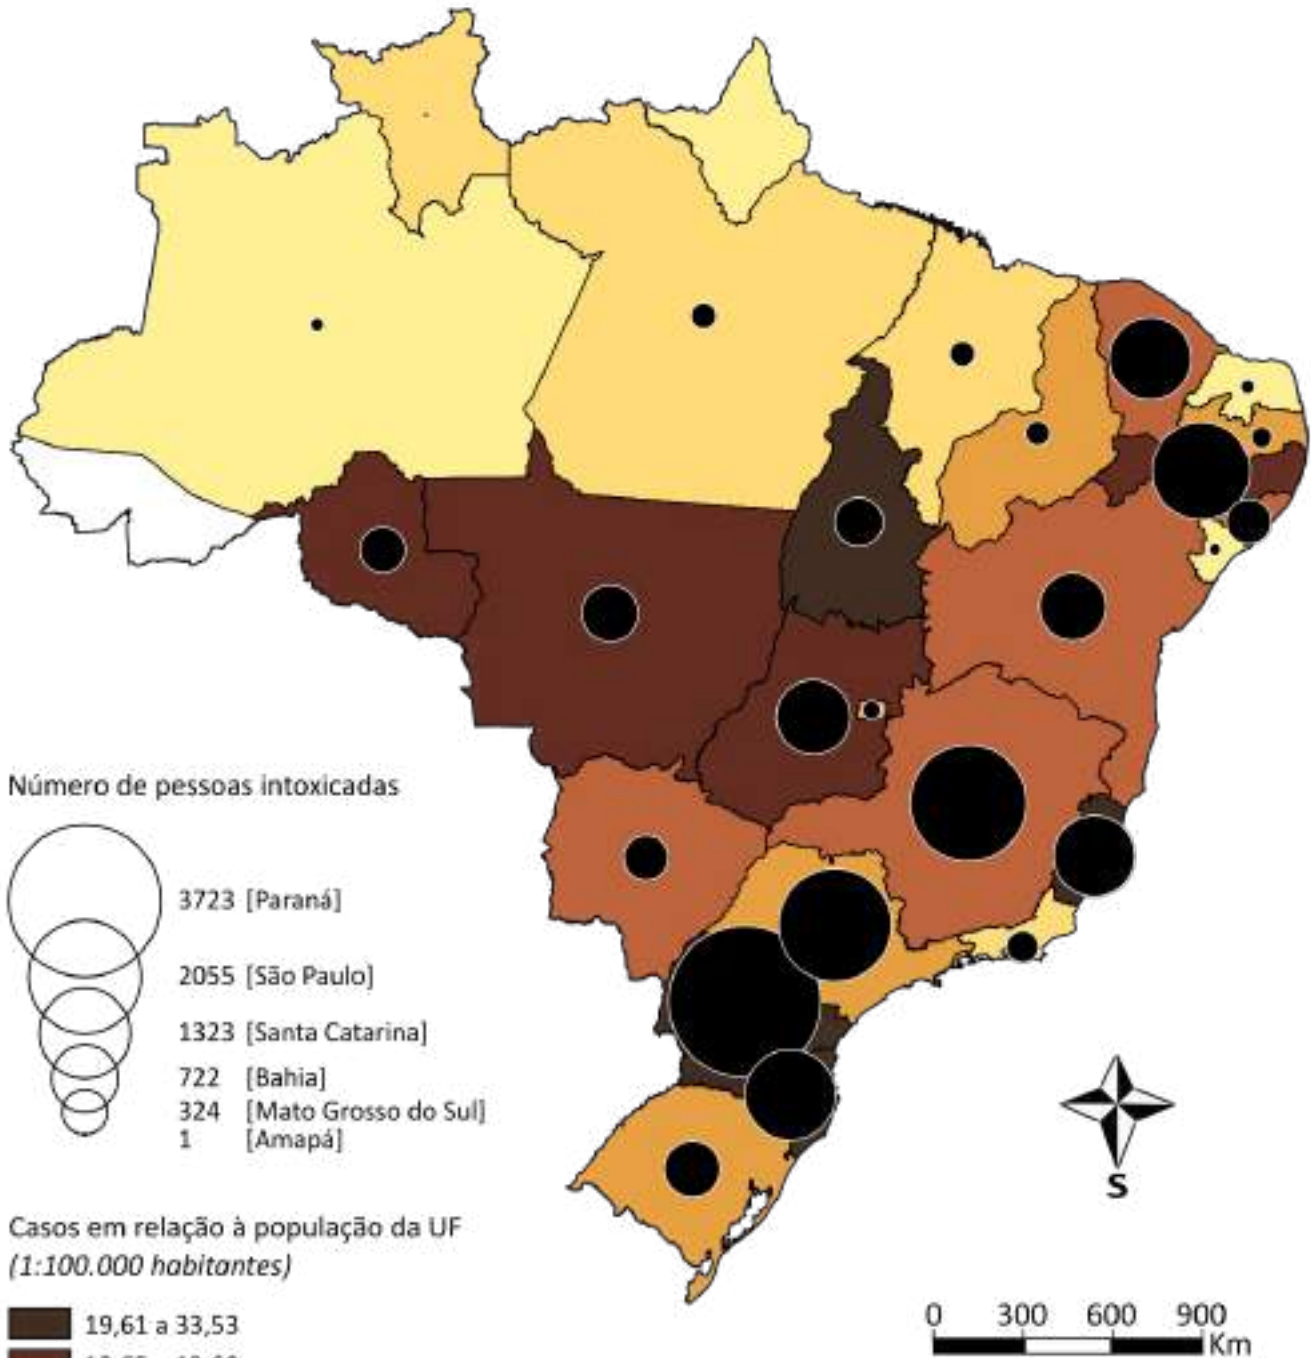 Número de pessoas intoxicadas
3723 [Paraná]
2055 [São Paulo]
1323 [Santa Catarina]
722 [Bahia]
324 [Mato Grosso do Sul]
1 [Amapá]
S
Casos em relação à população da UF
(1:100.000 habitantes)
19,61 a 33,53
0 300 600 900
Km